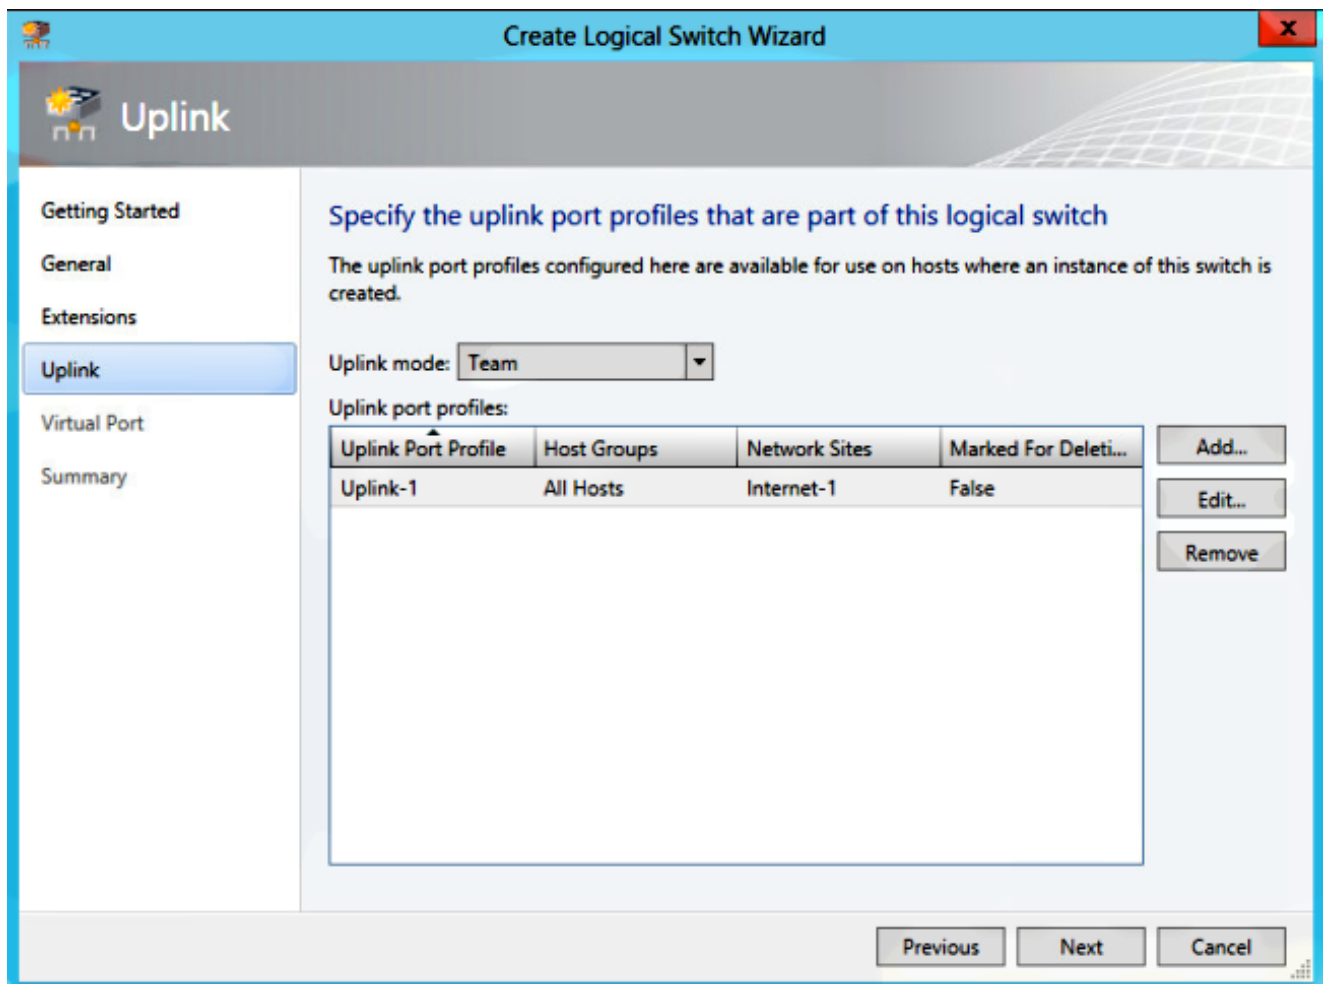 Create Logical Switch Wizard
x
Uplink
Getting Started
General
Extensions
Uplink
Virtual Port
Summary
Specify the uplink port profiles that are part of this logical switch
The uplink port profiles configured here are available for use on hosts where an instance of this switch is
created.
Uplink mode: Team
Uplink port profiles:
Uplink Port Profile Host Groups Network Sites Marked For Deleti...
Uplink-1 All Hosts Internet-1 False
Add...
Edit...
Remove
Previous Next Cancel